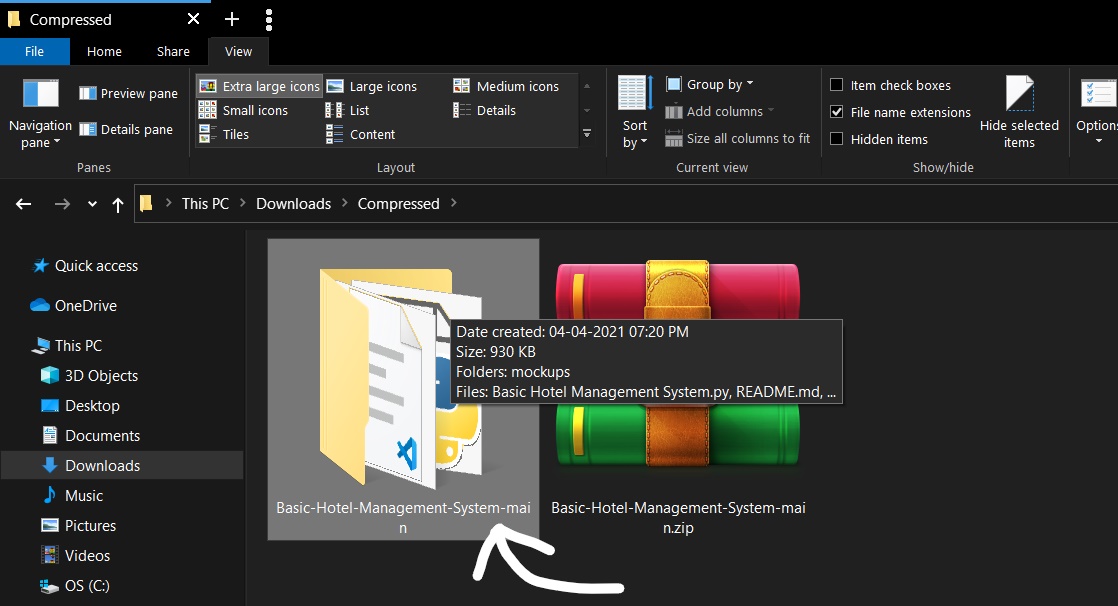 Compressed
File
Home
Share
View
Navigation
pane
Preview pane
Details pane
Panes
Extra large icons
Large icons
Medium icons
Small icons
List
Details
Tiles
Content
Layout
Sort
by
Group by
Add columns
Size all columns to fit
Current view
Item check boxes
File name extensions
Hidden items
Hide selected
items
Show/hide
Options
This PC
Downloads
Compressed
Quick access
OneDrive
This PC
3D Objects
Desktop
Documents
Downloads
Music
Pictures
Videos
OS (C:)
Date created: 04-04-2021 07:20 PM
Size: 930 KB
Folders: mockups
Files: Basic Hotel Management System.py, README.md, ...
Basic-Hotel-Management-System-mai
n
Basic-Hotel-Management-System-mai
n.zip